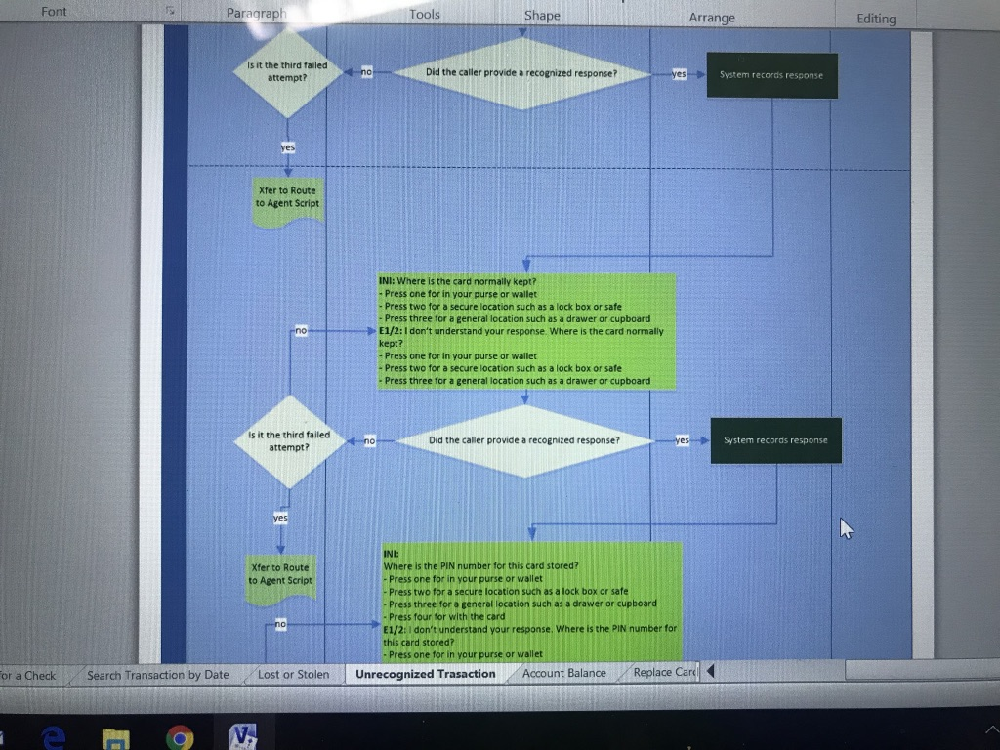 Font
Paragraph
Tools
Shape
Arrange
Editing
Is it the third failed
attempt?
no
Did the caller provide a recognized response?
yes
System records response
yes
Xfer to Route
to Agent Script
INI: Where is the card normally kept?
- Press one for in your purse or wallet
- Press two for a secure location such as a lock box or safe
- Press three for a general location such as a drawer or cupboard
E1/2: I don't understand your response. Where is the card normally
kept?
- Press one for in your purse or wallet
- Press two for a secure location such as a lock box or safe
- Press three for a general location such as a drawer or cupboard
no
Is it the third failed
attempt?
no
Did the caller provide a recognized response?
yes
System records response
yes
Xfer to Route
to Agent Script
no
INI:
Where is the PIN number for this card stored?
- Press one for in your purse or wallet
- Press two for a secure location such as a lock box or safe
- Press three for a general location such as a drawer or cupboard
- Press four for with the card
E1/2: I don't understand your response. Where is the PIN number for
this card stored?
- Press one for in your purse or wallet
or a Check
Search Transaction by Date
Lost or Stolen
Unrecognized Trasaction
Account Balance
Replace Card
V